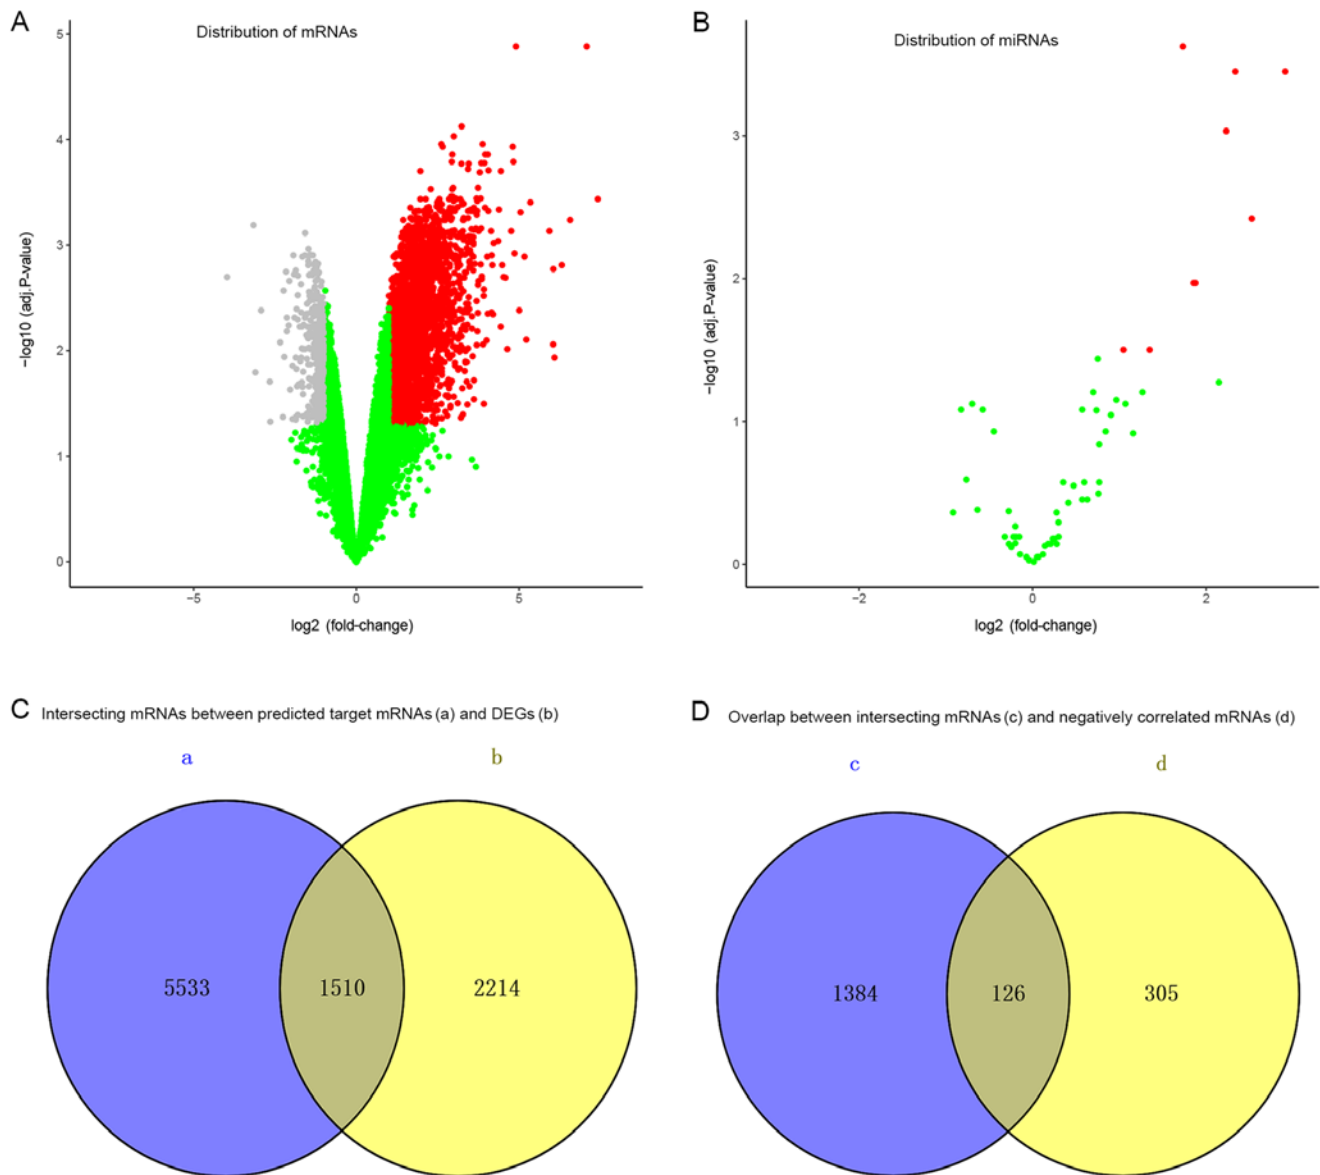 A
Distribution of mRNAs
5
4
3
2
1
0
−log10 (adj.P-value)
−5
0
5
log2 (fold-change)
B
Distribution of miRNAs
3
2
1
0
−log10 (adj.P-value)
−2
0
2
log2 (fold-change)
C Intersecting mRNAs between predicted target mRNAs (a) and DEGs (b)
a
b
5533
1510
2214
D Overlap between intersecting mRNAs (c) and negatively correlated mRNAs (d)
c
d
1384
126
305